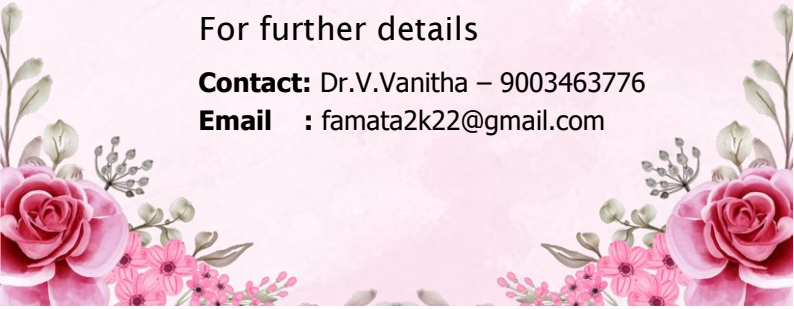 For further details
Contact: Dr.V.Vanitha – 9003463776
Email : famata2k22@gmail.com